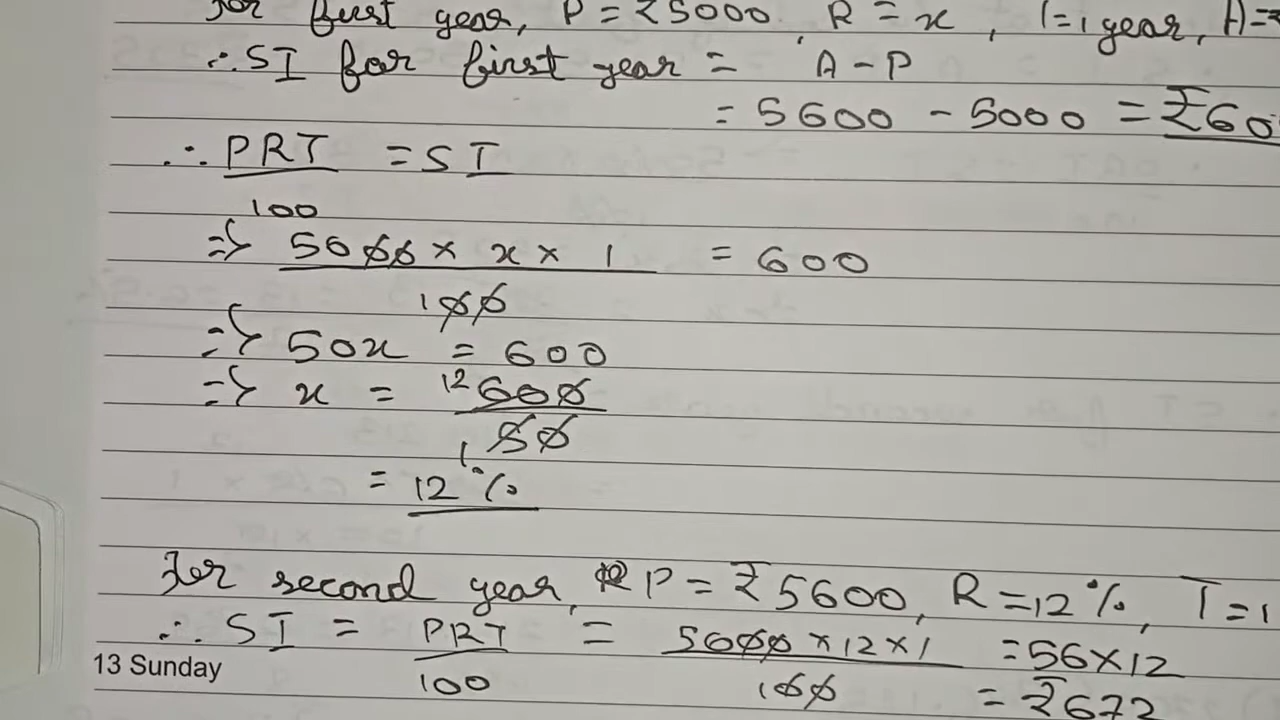 For first year, P = ₹5000, R = x, T = 1 year, A = ₹
∴ SI for first year = A - P
= 5600 - 5000 = ₹60
∴ PRT = SI
100
=> 5000 × x × 1 = 600
100
=> 50x = 600
=> x = 12 600
1 50
= 12 %
For second year, P = ₹5600, R = 12 %, T = 1
∴ SI = PRT = 5000 × 12 × 1 = 56 × 12
13 Sunday 100 100 = ₹672